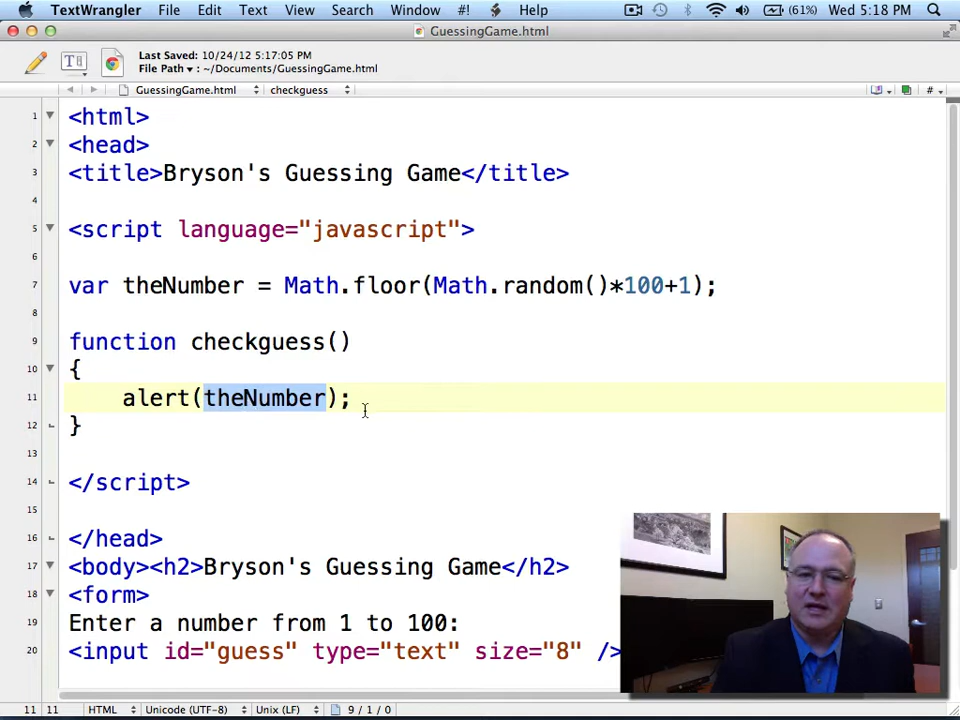 TextWrangler File Edit Text View Search Window #! Help (61%) Wed 5:18 PM
GuessingGame.html
Last Saved: 10/24/12 5:17:05 PM
File Path ▾ : ~/Documents/GuessingGame.html
GuessingGame.html checkguess
1 <html>
2 <head>
3 <title>Bryson's Guessing Game</title>
4
5 <script language="javascript">
6
7 var theNumber = Math.floor(Math.random()*100+1);
8
9 function checkguess()
10 {
11 alert(theNumber);
12 }
13
14 </script>
15
16 </head>
17 <body><h2>Bryson's Guessing Game</h2>
18 <form>
19 Enter a number from 1 to 100:
20 <input id="guess" type="text" size="8" />
11 11 HTML Unicode (UTF-8) Unix (LF) 9 / 1 / 0